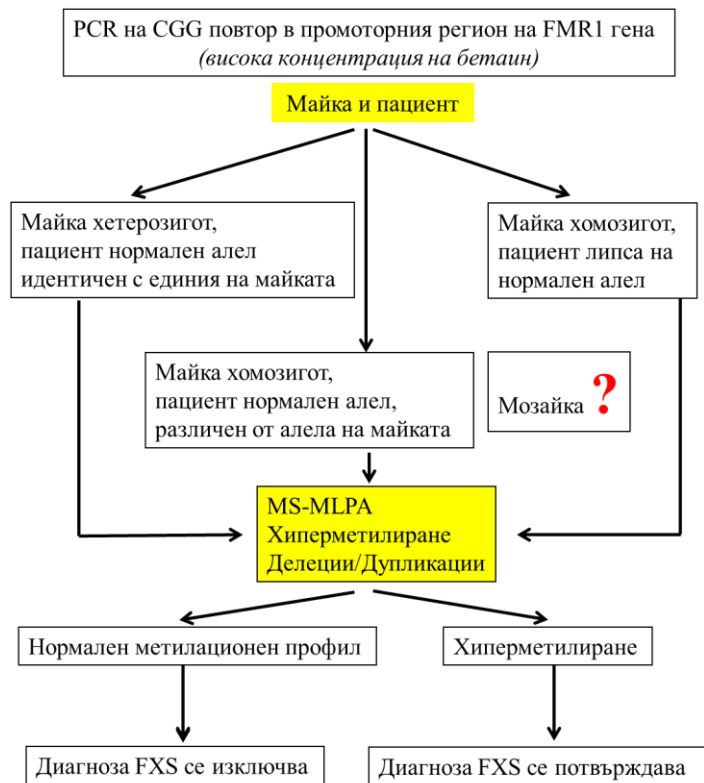 PCR на CGG повтор в промоторния регион на FMR1 гена
(висока концентрация на бетаин)
Майка и пациент
Майка хетерозигот,
пациент нормален алел
идентичен с единия на майката
Майка хомозигот,
пациент липса на
нормален алел
Майка хомозигот,
пациент нормален алел,
различен от алела на майката
Мозайка ?
MS-MLPA
Хиперметилиране
Делеции/Дупликации
Нормален метилационен профил
Хиперметилиране
Диагноза FXS се изключва
Диагноза FXS се потвърждава